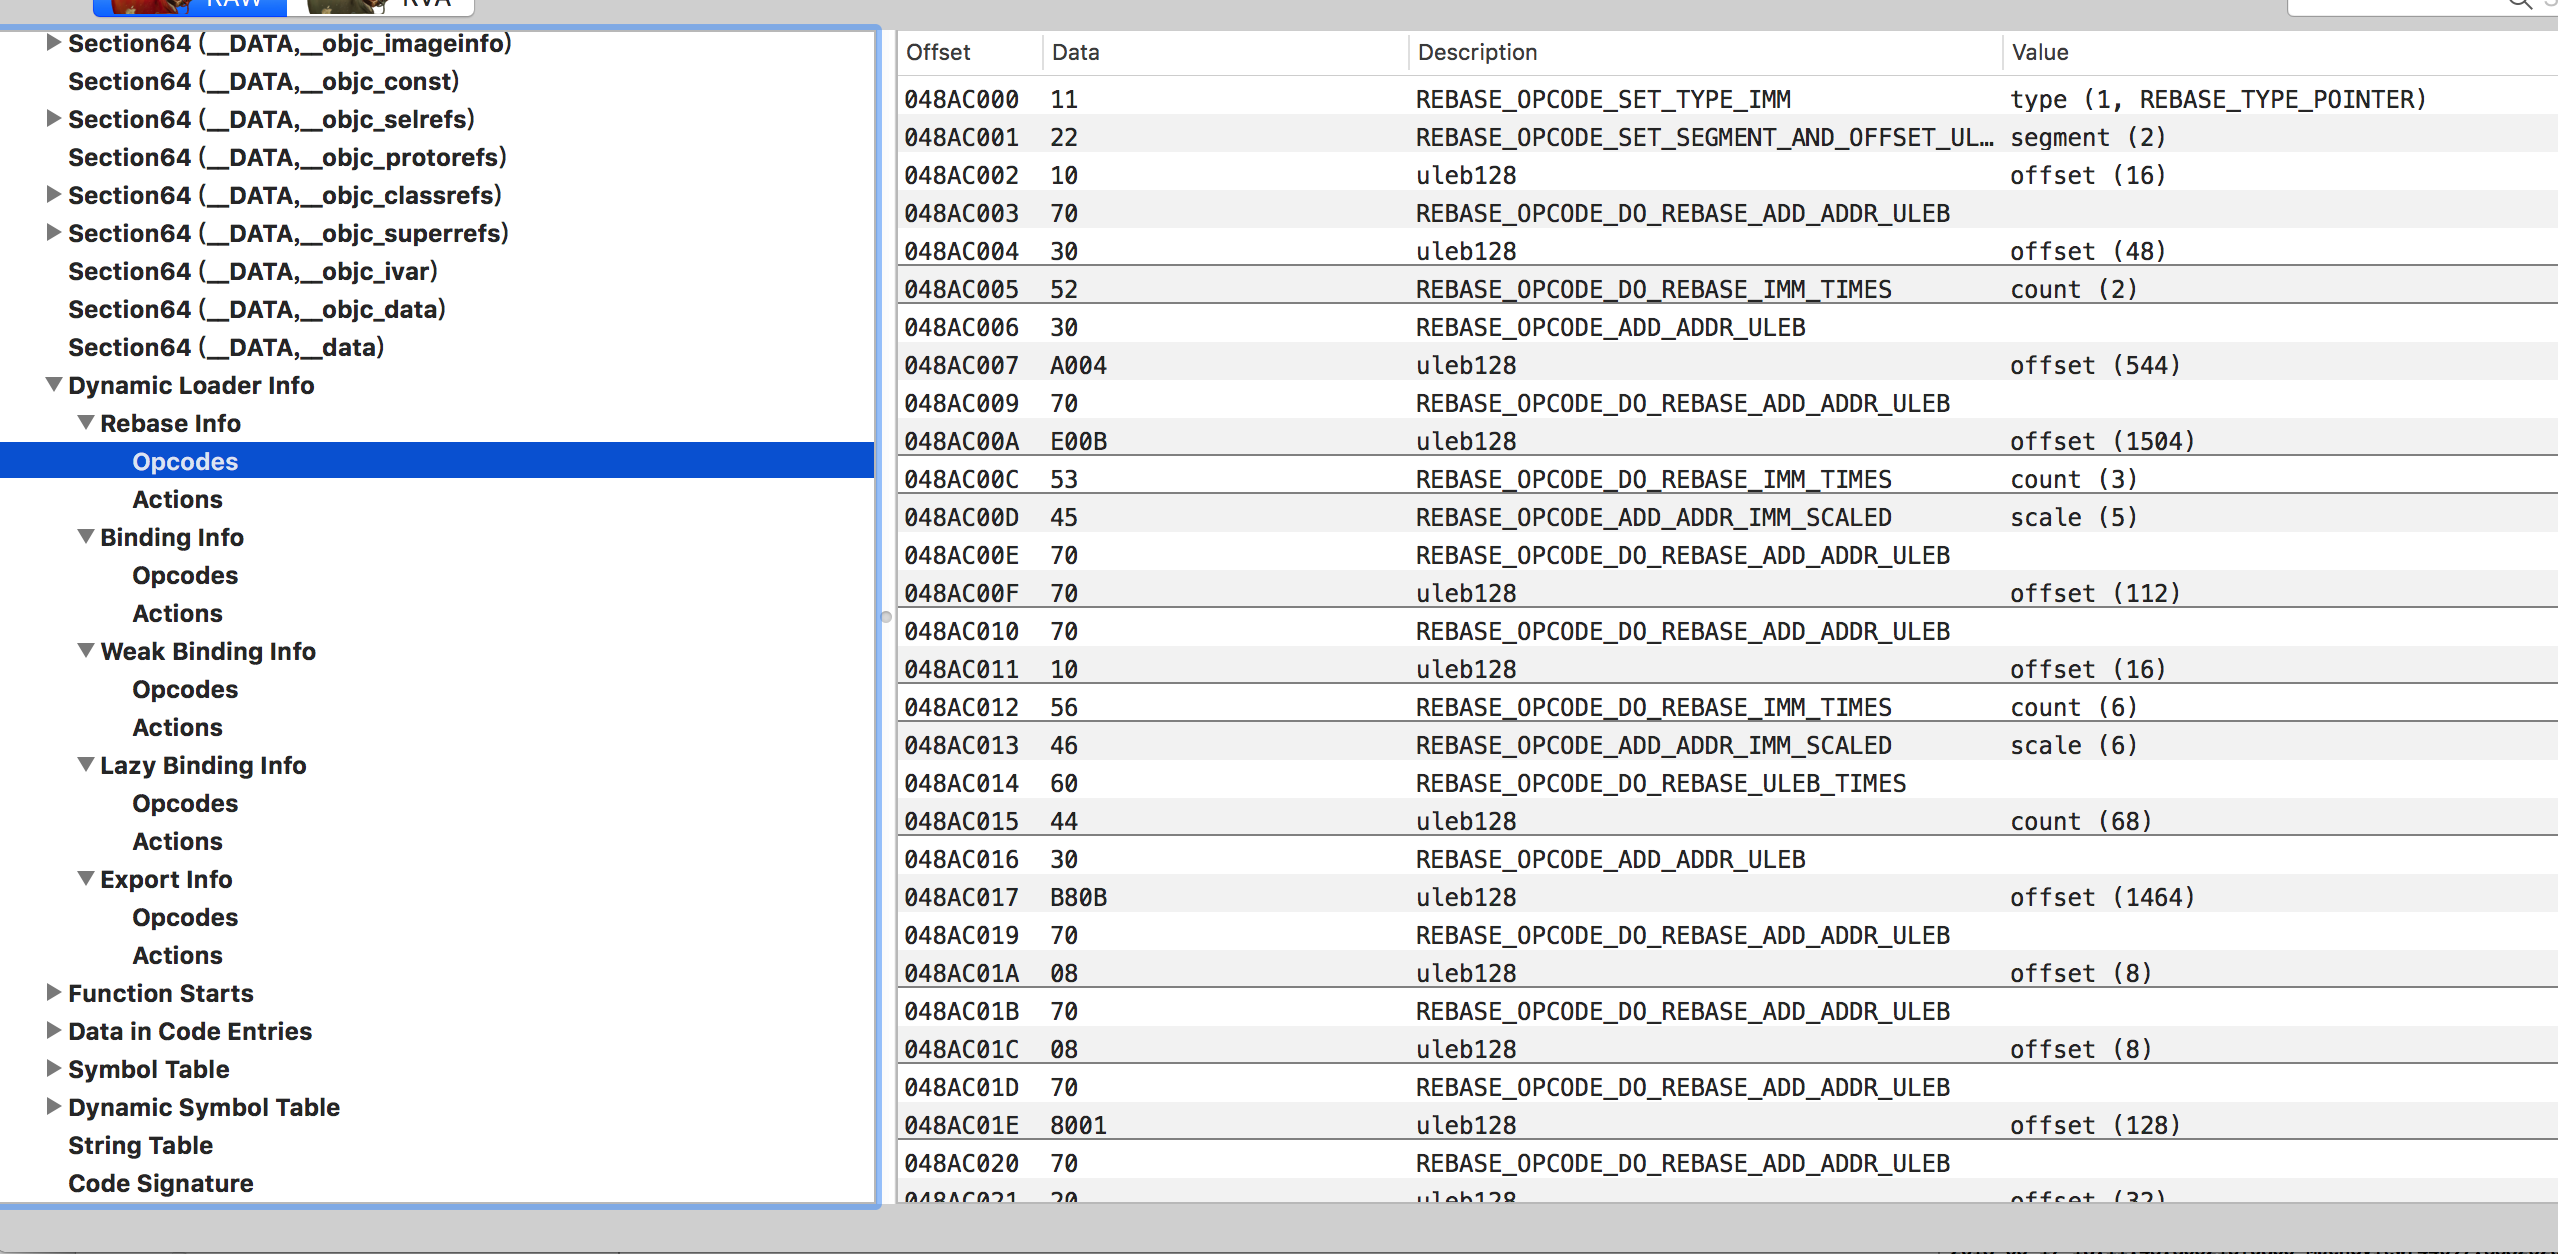 RAW
RVA
Section64 (__DATA,__objc_imageinfo)
Section64 (__DATA,__objc_const)
Section64 (__DATA,__objc_selrefs)
Section64 (__DATA,__objc_protorefs)
Section64 (__DATA,__objc_classrefs)
Section64 (__DATA,__objc_superrefs)
Section64 (__DATA,__objc_ivar)
Section64 (__DATA,__objc_data)
Section64 (__DATA,__data)
Dynamic Loader Info
Rebase Info
Opcodes
Actions
Binding Info
Opcodes
Actions
Weak Binding Info
Opcodes
Actions
Lazy Binding Info
Opcodes
Actions
Export Info
Opcodes
Actions
Function Starts
Data in Code Entries
Symbol Table
Dynamic Symbol Table
String Table
Code Signature
Offset Data Description Value
048AC000 11 REBASE_OPCODE_SET_TYPE_IMM type (1, REBASE_TYPE_POINTER)
048AC001 22 REBASE_OPCODE_SET_SEGMENT_AND_OFFSET_UL… segment (2)
048AC002 10 uleb128 offset (16)
048AC003 70 REBASE_OPCODE_DO_REBASE_ADD_ADDR_ULEB
048AC004 30 uleb128 offset (48)
048AC005 52 REBASE_OPCODE_DO_REBASE_IMM_TIMES count (2)
048AC006 30 REBASE_OPCODE_ADD_ADDR_ULEB
048AC007 A004 uleb128 offset (544)
048AC009 70 REBASE_OPCODE_DO_REBASE_ADD_ADDR_ULEB
048AC00A E00B uleb128 offset (1504)
048AC00C 53 REBASE_OPCODE_DO_REBASE_IMM_TIMES count (3)
048AC00D 45 REBASE_OPCODE_ADD_ADDR_IMM_SCALED scale (5)
048AC00E 70 REBASE_OPCODE_DO_REBASE_ADD_ADDR_ULEB
048AC00F 70 uleb128 offset (112)
048AC010 70 REBASE_OPCODE_DO_REBASE_ADD_ADDR_ULEB
048AC011 10 uleb128 offset (16)
048AC012 56 REBASE_OPCODE_DO_REBASE_IMM_TIMES count (6)
048AC013 46 REBASE_OPCODE_ADD_ADDR_IMM_SCALED scale (6)
048AC014 60 REBASE_OPCODE_DO_REBASE_ULEB_TIMES
048AC015 44 uleb128 count (68)
048AC016 30 REBASE_OPCODE_ADD_ADDR_ULEB
048AC017 B80B uleb128 offset (1464)
048AC019 70 REBASE_OPCODE_DO_REBASE_ADD_ADDR_ULEB
048AC01A 08 uleb128 offset (8)
048AC01B 70 REBASE_OPCODE_DO_REBASE_ADD_ADDR_ULEB
048AC01C 08 uleb128 offset (8)
048AC01D 70 REBASE_OPCODE_DO_REBASE_ADD_ADDR_ULEB
048AC01E 8001 uleb128 offset (128)
048AC020 70 REBASE_OPCODE_DO_REBASE_ADD_ADDR_ULEB
048AC021 20 uleb128 offset (32)